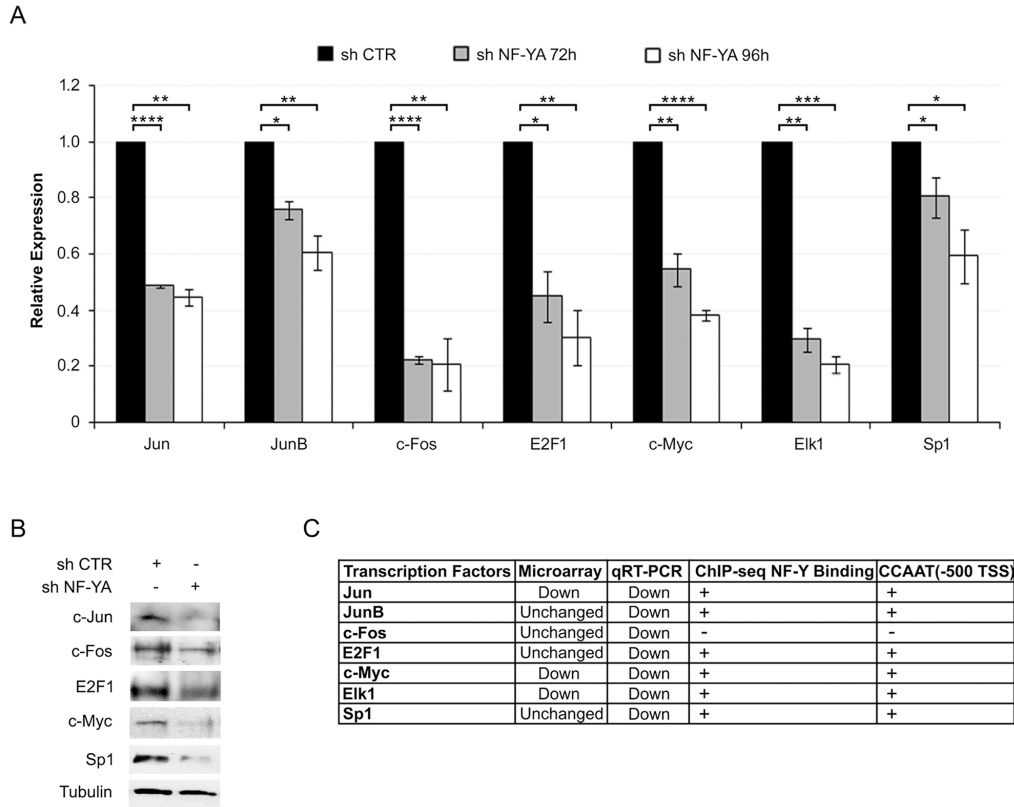 A
sh CTR sh NF-YA 72h sh NF-YA 96h
1.2
1.0
0.8
0.6
0.4
0.2
0
Relative Expression
** ** ** ** **** *** *
**** * **** * ** ** *
Jun JunB c-Fos E2F1 c-Myc Elk1 Sp1
B
sh CTR + -
sh NF-YA - +
c-Jun
c-Fos
E2F1
c-Myc
Sp1
Tubulin
C
Transcription Factors Microarray qRT-PCR ChIP-seq NF-Y Binding CCAAT(-500 TSS)
Jun Down Down + +
JunB Unchanged Down + +
c-Fos Unchanged Down - -
E2F1 Unchanged Down + +
c-Myc Down Down + +
Elk1 Down Down + +
Sp1 Unchanged Down + +